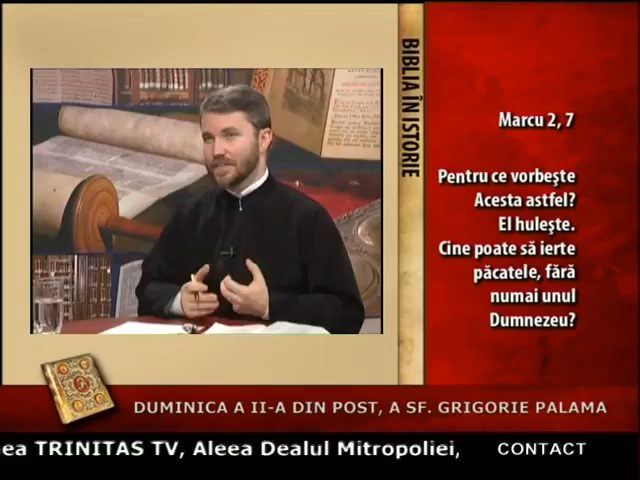 BIBLIA ÎN ISTORIE
Marcu 2, 7
Pentru ce vorbeşte
Acesta astfel?
El huleşte.
Cine poate să ierte
păcatele, fără
numai unul
Dumnezeu?
DUMINICA A II-A DIN POST, A SF. GRIGORIE PALAMA
ea TRINITAS TV, Aleea Dealul Mitropoliei,
CONTACT